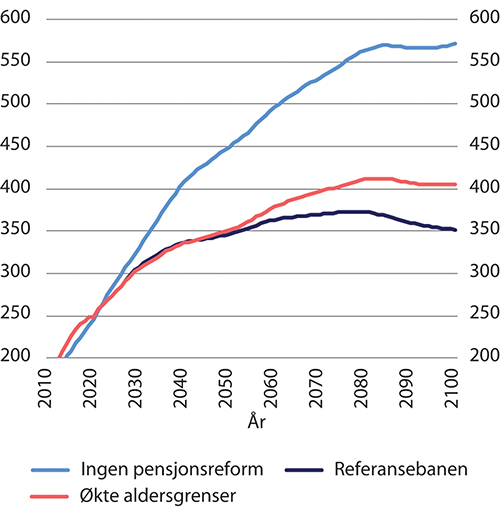 600 600
550 550
500 500
450 450
400 400
350 350
300 300
250 250
200 200
2010 2020 2030 2040 2050 2060 2070 2080 2090 2100
År
Ingen pensjonsreform Referansebanen
Økte aldersgrenser